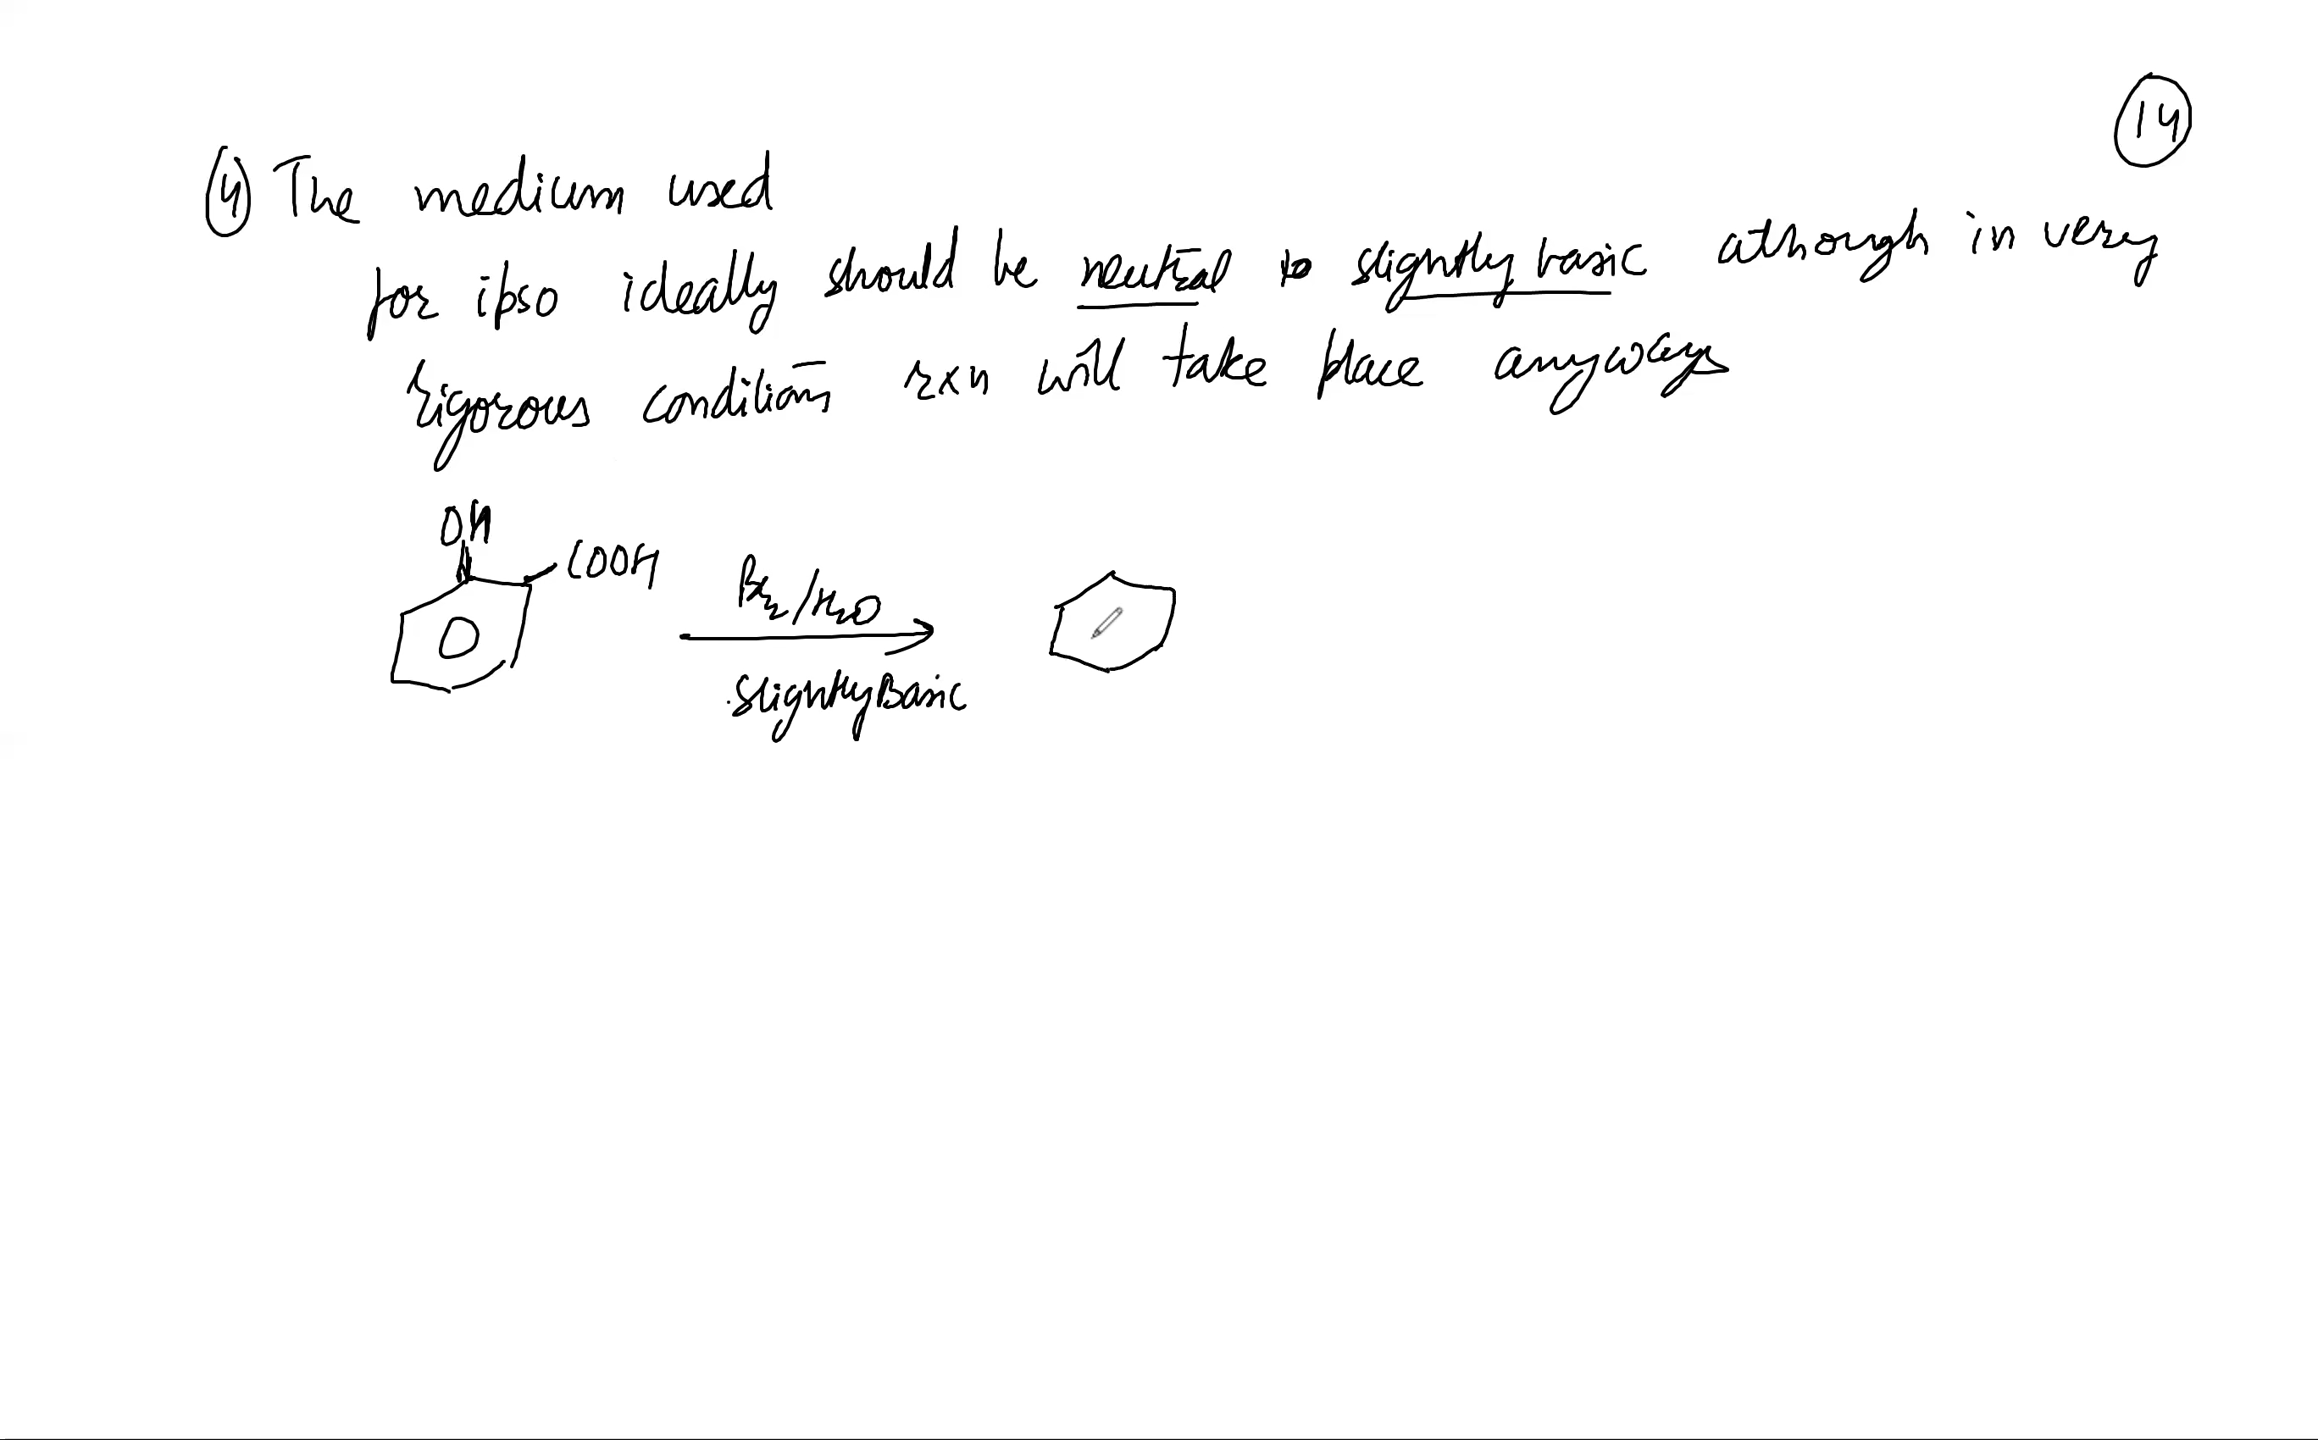 14
4 The medium used
for ipso ideally should be neutral to slightly basic athough in very
rigorous conditions rxn will take place anyways
OH
COOH
Br2/H2O
Slightly Basic